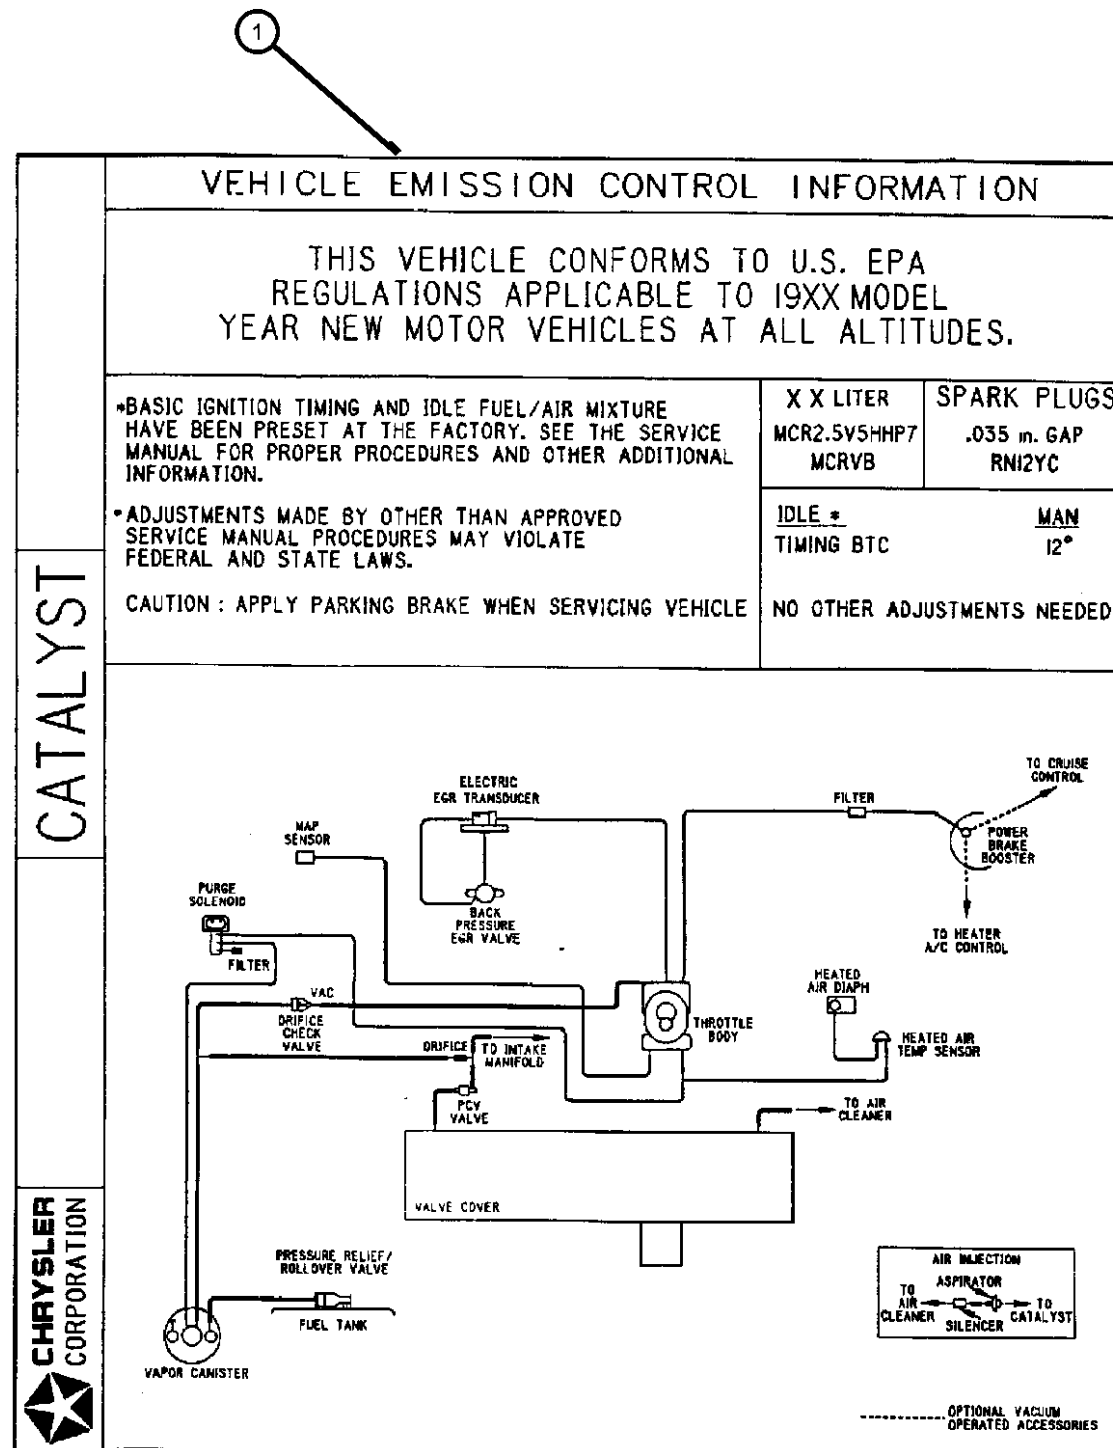 1
VEHICLE EMISSION CONTROL INFORMATION
THIS VEHICLE CONFORMS TO U.S. EPA
REGULATIONS APPLICABLE TO 19XX MODEL
YEAR NEW MOTOR VEHICLES AT ALL ALTITUDES.
*BASIC IGNITION TIMING AND IDLE FUEL/AIR MIXTURE
HAVE BEEN PRESET AT THE FACTORY. SEE THE SERVICE
MANUAL FOR PROPER PROCEDURES AND OTHER ADDITIONAL
INFORMATION.
•ADJUSTMENTS MADE BY OTHER THAN APPROVED
SERVICE MANUAL PROCEDURES MAY VIOLATE
FEDERAL AND STATE LAWS.
CAUTION : APPLY PARKING BRAKE WHEN SERVICING VEHICLE
X X LITER
MCR2.5V5HHP7
MCRVB
SPARK PLUGS
.035 in. GAP
RN12YC
IDLE * MAN
TIMING BTC 12°
NO OTHER ADJUSTMENTS NEEDED
CATALYST
CHRYSLER
CORPORATION
ELECTRIC
EGR TRANSDUCER
MAP
SENSOR
PURGE
SOLENOID
FILTER
BACK
PRESSURE
EGR VALVE
FILTER
TO CRUISE
CONTROL
POWER
BRAKE
BOOSTER
TO HEATER
A/C CONTROL
VAC
ORIFICE
CHECK
VALVE
ORIFICE
TO INTAKE
MANIFOLD
PCV
VALVE
THROTTLE
BODY
HEATED
AIR DIAPH
HEATED AIR
TEMP SENSOR
TO AIR
CLEANER
VALVE COVER
PRESSURE RELIEF/
ROLLOVER VALVE
FUEL TANK
VAPOR CANISTER
AIR INJECTION
ASPIRATOR
TO
AIR
CLEANER
SILENCER
TO
CATALYST
OPTIONAL VACUUM
OPERATED ACCESSORIES